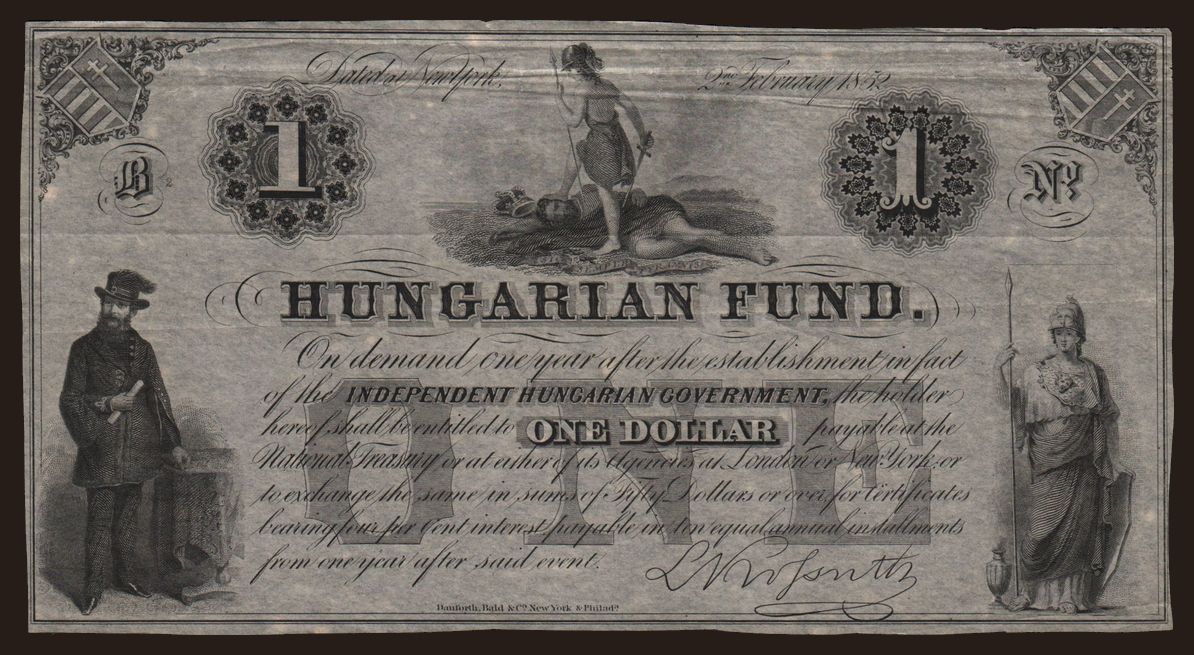 Dated at New York, 2nd February 1852
1 1
B No
HUNGARIAN FUND.
On demand one year after the establishment in fact
of the INDEPENDENT HUNGARIAN GOVERNMENT, the holder
hereof shall be entitled to ONE DOLLAR payable at the
National Treasury or at either of its Agencies at London or New York, or
to exchange the same in sums of Fifty Dollars or over, for Certificates
bearing four per Cent interest payable in ten equal annual installments
from one year after said event.
ONE
L Kossuth
Danforth, Bald & Co. New York & Philada.